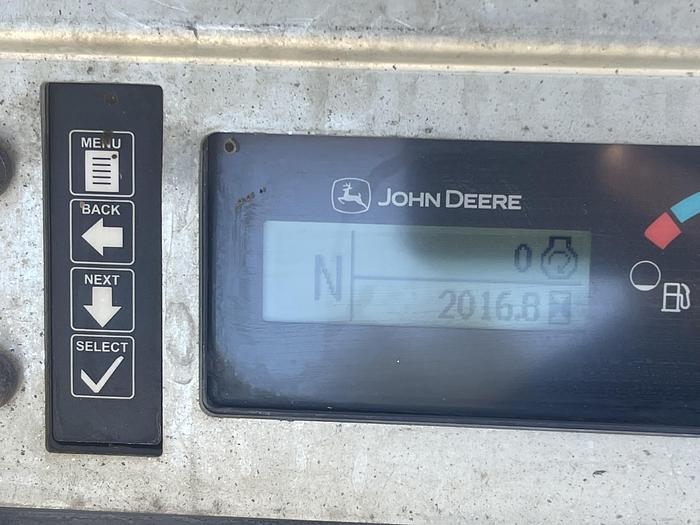 MENU
BACK
NEXT
SELECT
JOHN DEERE
N
0
2016.8